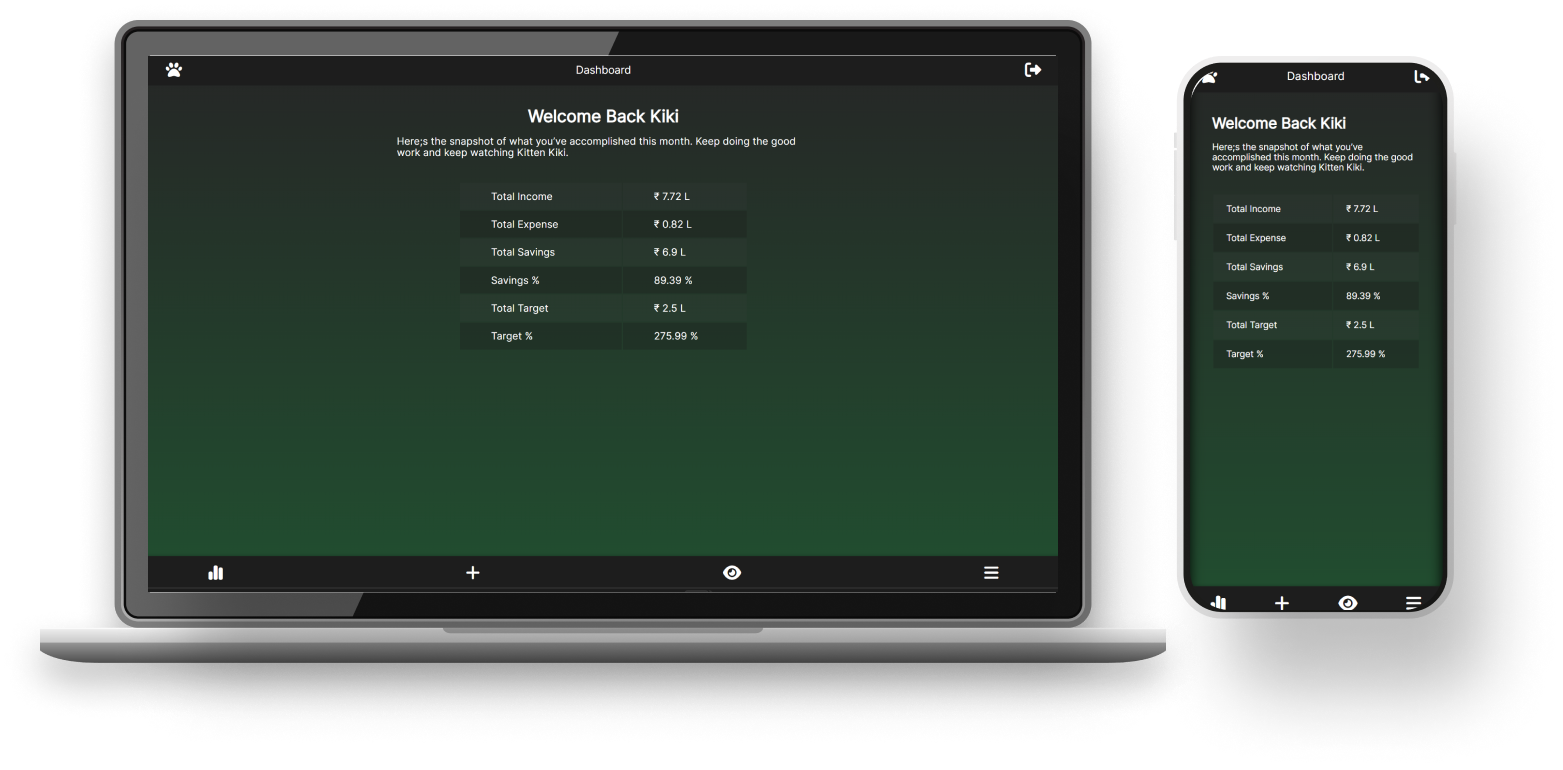 Dashboard
Welcome Back Kiki
Here;s the snapshot of what you've accomplished this month. Keep doing the good
work and keep watching Kitten Kiki.
Total Income ₹ 7.72 L
Total Expense ₹ 0.82 L
Total Savings ₹ 6.9 L
Savings % 89.39 %
Total Target ₹ 2.5 L
Target % 275.99 %
Dashboard
Welcome Back Kiki
Here;s the snapshot of what you've
accomplished this month. Keep doing the good
work and keep watching Kitten Kiki.
Total Income ₹ 7.72 L
Total Expense ₹ 0.82 L
Total Savings ₹ 6.9 L
Savings % 89.39 %
Total Target ₹ 2.5 L
Target % 275.99 %